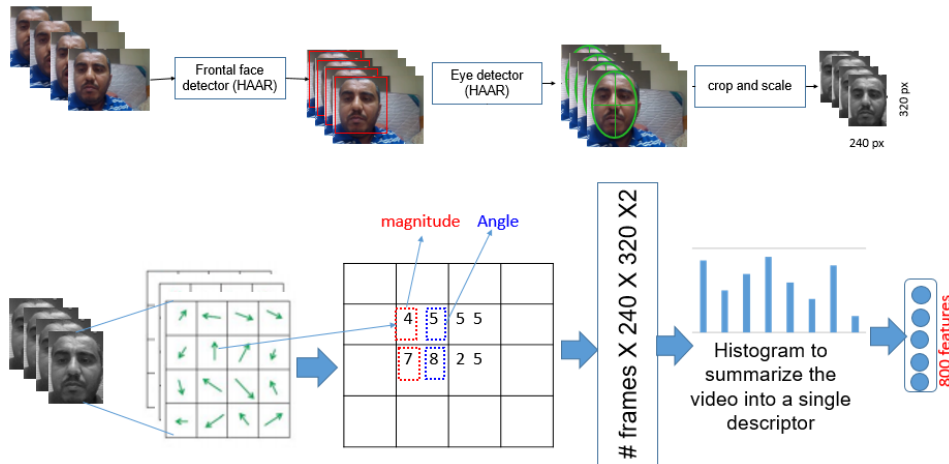 Frontal face
detector (HAAR)
Eye detector
(HAAR)
crop and scale
320 px
240 px
magnitude
Angle
4 5 5 5
7 8 2 5
# frames X 240 X 320 X2
Histogram to
summarize the
video into a single
descriptor
800 features